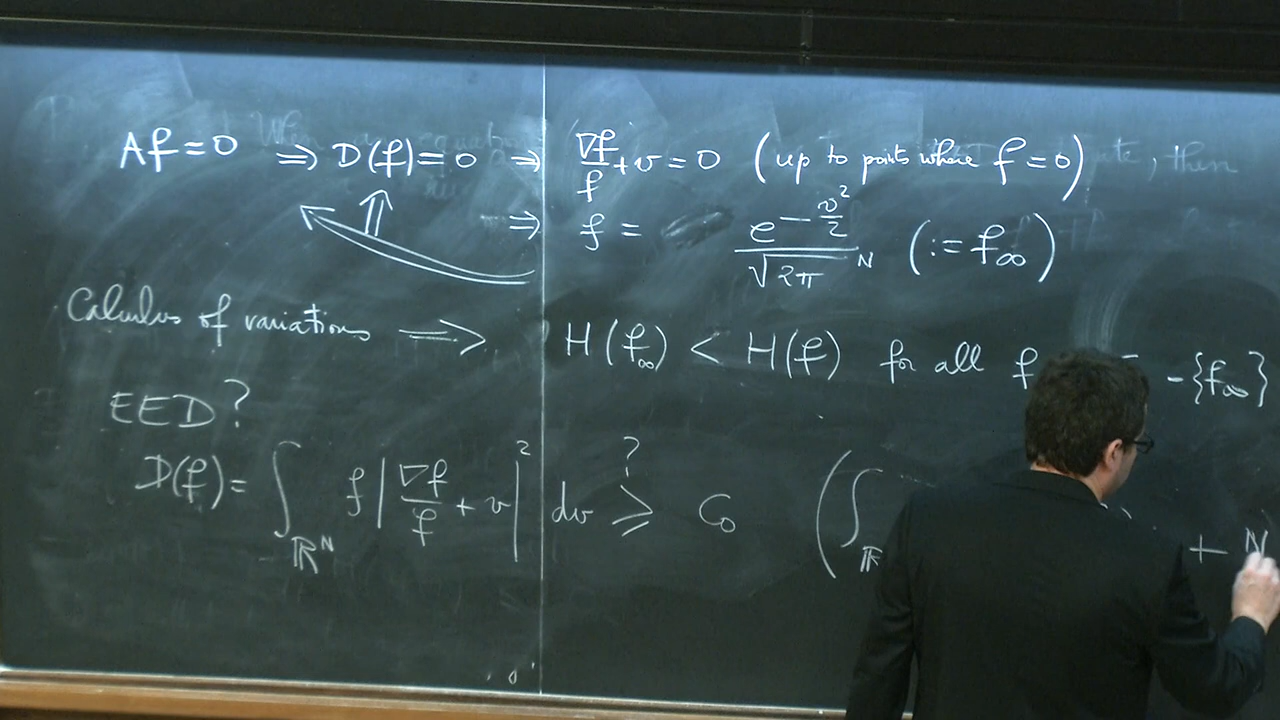 Af = 0 ⇒ D(f) = 0 ⇒ ∇f/f + v = 0 (up to points where f = 0)
⇒ f = e^{-v²/2} / √2π^N (:= f∞)
Calculus of variations ⇒ H(f∞) < H(f) for all f - {f∞}
EED?
D(f) = ∫_{ℝ^N} f | ∇f/f + v |² dv ≥? C₀ ( ∫_ℝ + N